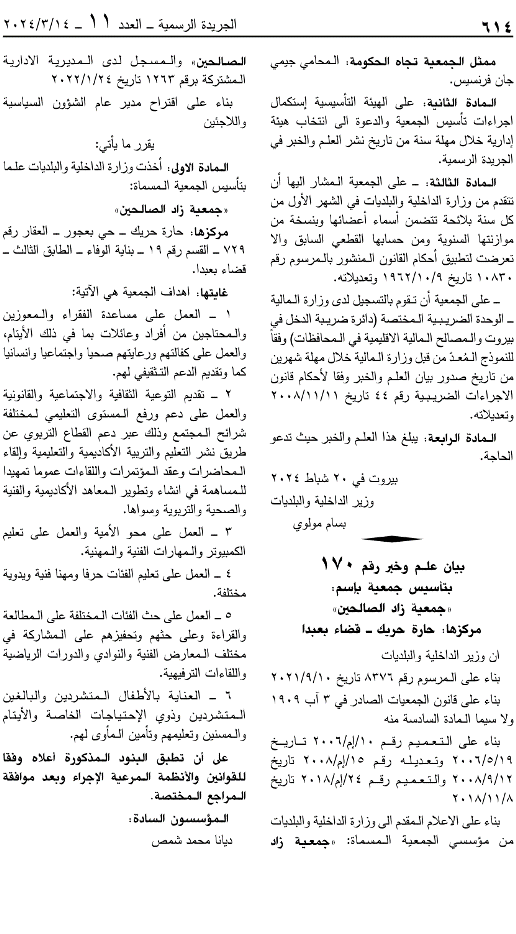 ٦١٤
الجريدة الرسمية ــ العدد ١١ ــ ٢٠٢٤/٣/١٤
ممثل الجمعية تجاه الحكومة: المحامي جيمي
جان فرنسيس.
المادة الثانية: على الهيئة التأسيسية إستكمال
اجراءات تأسيس الجمعية والدعوة الى انتخاب هيئة
إدارية خلال مهلة سنة من تاريخ نشر العلم والخبر في
الجريدة الرسمية.
المادة الثالثة: ــ على الجمعية المشار اليها أن
تتقدم من وزارة الداخلية والبلديات في الشهر الأول من
كل سنة بلائحة تتضمن أسماء أعضائها وبنسخة من
موازنتها السنوية ومن حسابها القطعي السابق والا
تعرضت لتطبيق أحكام القانون المنشور بالمرسوم رقم
١٠٨٣٠ تاريخ ١٩٦٢/١٠/٩ وتعديلاته.
ــ على الجمعية أن تقوم بالتسجيل لدى وزارة المالية
ــ الوحدة الضريبية المختصة (دائرة ضريبة الدخل في
بيروت والمصالح المالية الاقليمية في المحافظات) وفقاً
للنموذج المُعدّ من قبل وزارة المالية خلال مهلة شهرين
من تاريخ صدور بيان العلم والخبر وفقا لأحكام قانون
الاجراءات الضريبية رقم ٤٤ تاريخ ٢٠٠٨/١١/١١
وتعديلاته.
المادة الرابعة: يبلغ هذا العلم والخبر حيث تدعو
الحاجة.
بيروت في ٢٠ شباط ٢٠٢٤
وزير الداخلية والبلديات
بسام مولوي
بيان علم وخبر رقم ١٧٠
بتأسيس جمعية بإسم:
«جمعية زاد الصالحين»
مركزها: حارة حريك ــ قضاء بعبدا
ان وزير الداخلية والبلديات
بناء على المرسوم رقم ٨٣٧٦ تاريخ ٢٠٢١/٩/١٠
بناء على قانون الجمعيات الصادر في ٣ آب ١٩٠٩
ولا سيما المادة السادسة منه
بناء على التعميم رقم ١٠/إم/٢٠٠٦ تاريخ
٢٠٠٦/٥/١٩ وتعديله رقم ١٥/إم/٢٠٠٨ تاريخ
٢٠٠٨/٩/١٢ والتعميم رقم ٢٤/إم/٢٠١٨ تاريخ
٢٠١٨/١١/٨
بناء على الاعلام المقدم الى وزارة الداخلية والبلديات
من مؤسسي الجمعية المسماة: «جمعية زاد
الصالحين» والمسجل لدى المديرية الادارية
المشتركة برقم ١٢٦٣ تاريخ ٢٠٢٢/١/٢٤
بناء على اقتراح مدير عام الشؤون السياسية
واللاجئين
يقرر ما يأتي:
المادة الاولى: أخذت وزارة الداخلية والبلديات علما
بتأسيس الجمعية المسماة:
«جمعية زاد الصالحين»
مركزها: حارة حريك ــ حي بعجور ــ العقار رقم
٧٢٩ ــ القسم رقم ١٩ ــ بناية الوفاء ــ الطابق الثالث ــ
قضاء بعبدا.
غايتها: اهداف الجمعية هي الآتية:
١ ــ العمل على مساعدة الفقراء والمعوزين
والمحتاجين من أفراد وعائلات بما في ذلك الأيتام،
والعمل على كفالتهم ورعايتهم صحيا واجتماعيا وانسانيا
كما وتقديم الدعم التثقيفي لهم.
٢ ــ تقديم التوعية الثقافية والاجتماعية والقانونية
والعمل على دعم ورفع المستوى التعليمي لمختلفة
شرائح المجتمع وذلك عبر دعم القطاع التربوي عن
طريق نشر التعليم والتربية الأكاديمية والتعليمية وإلقاء
المحاضرات وعقد المؤتمرات واللقاءات عموما تمهيدا
للمساهمة في انشاء وتطوير المعاهد الأكاديمية والفنية
والصحية والتربوية وسواها.
٣ ــ العمل على محو الأمية والعمل على تعليم
الكمبيوتر والمهارات الفنية والمهنية.
٤ ــ العمل على تعليم الفئات حرفا ومهنا فنية ويدوية
مختلفة.
٥ ــ العمل على حث الفئات المختلفة على المطالعة
والقراءة وعلى حثهم وتحفيزهم على المشاركة في
مختلف المعارض الفنية والنوادي والدورات الرياضية
واللقاءات الترفيهية.
٦ ــ العناية بالأطفال المتشردين والبالغين
المتشردين وذوي الإحتياجات الخاصة والأيتام
والمسنين وتعليمهم وتأمين المأوى لهم.
على أن تطبق البنود المذكورة أعلاه وفقا
للقوانين والأنظمة المرعية الإجراء وبعد موافقة
المراجع المختصة.
المؤسسون السادة:
ديانا محمد شمص